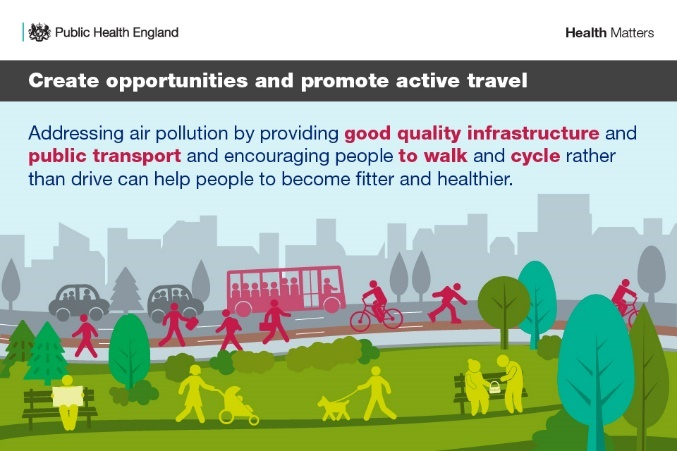 Public Health England
Health Matters
Create opportunities and promote active travel
Addressing air pollution by providing good quality infrastructure and
public transport and encouraging people to walk and cycle rather
than drive can help people to become fitter and healthier.